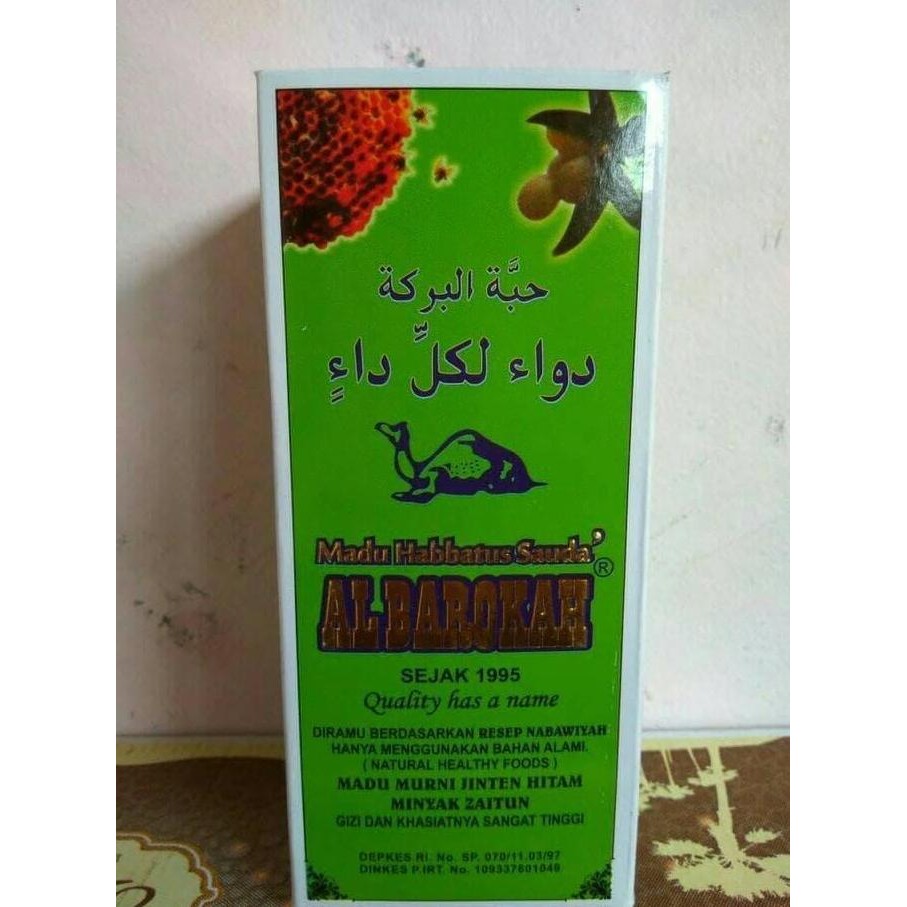 حبَّة البركة
دواء لكلِّ داءٍ
Madu Habbatus Sauda'
AL-BAROKAH ®
SEJAK 1995
Quality has a name
DIRAMU BERDASARKAN RESEP NABAWIYAH
HANYA MENGGUNAKAN BAHAN ALAMI.
( NATURAL HEALTHY FOODS )
MADU MURNI JINTEN HITAM
MINYAK ZAITUN
GIZI DAN KHASIATNYA SANGAT TINGGI
DEPKES RI. No. SP. 070/11.03/97
DINKES P.IRT. No. 109337601046